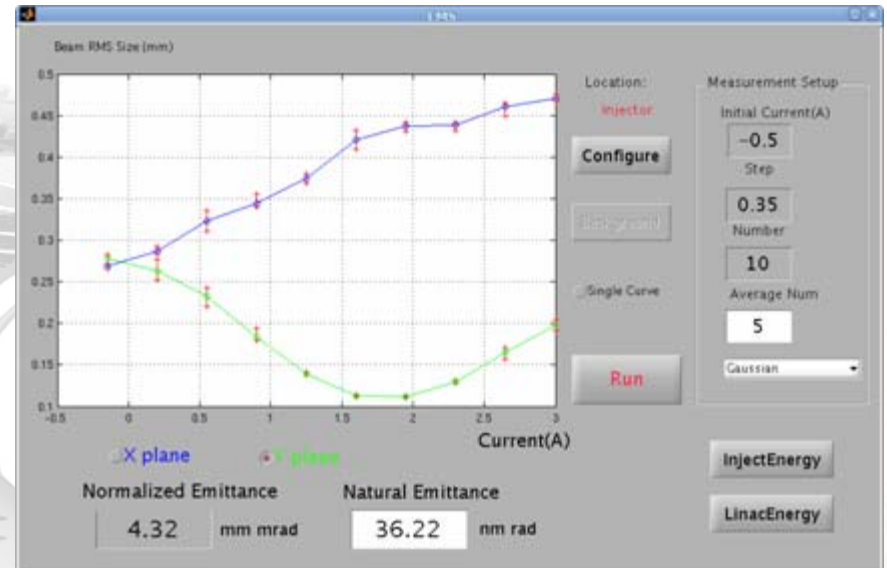 EMS
Beam RMS Size (mm)
0.5
0.45
0.4
0.35
0.3
0.25
0.2
0.15
0.1
-0.5
0
0.5
1
1.5
2
2.5
3
Current(A)
X plane
Y plane
Normalized Emittance
4.32 mm mrad
Natural Emittance
36.22 nm rad
Location:
Injector
Configure
Background
Single Curve
Run
Measurement Setup
Initial Current(A)
-0.5
Step
0.35
Number
10
Average Num
5
Gaussian
InjectEnergy
LinacEnergy